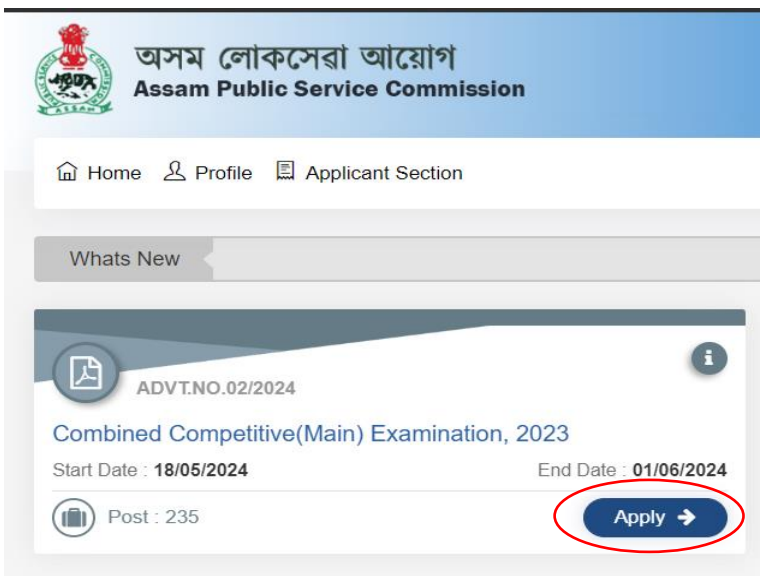 অসম লোকসেৱা আয়োগ
Assam Public Service Commission
Home Profile Applicant Section
Whats New
ADVT.NO.02/2024
Combined Competitive(Main) Examination, 2023
Start Date : 18/05/2024 End Date : 01/06/2024
Post : 235 Apply